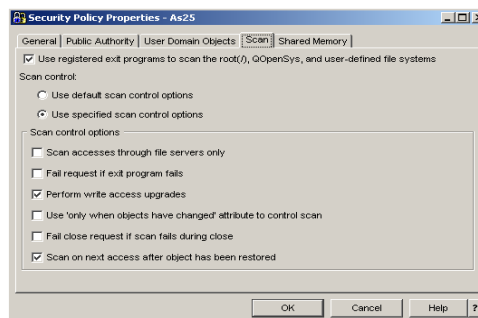 Security Policy Properties - As25
General
Public Authority
User Domain Objects
Scan
Shared Memory
Use registered exit programs to scan the root(/), QOpenSys, and user-defined file systems
Scan control:
Use default scan control options
Use specified scan control options
Scan control options
Scan accesses through file servers only
Fail request if exit program fails
Perform write access upgrades
Use 'only when objects have changed' attribute to control scan
Fail close request if scan fails during close
Scan on next access after object has been restored
OK
Cancel
Help
?